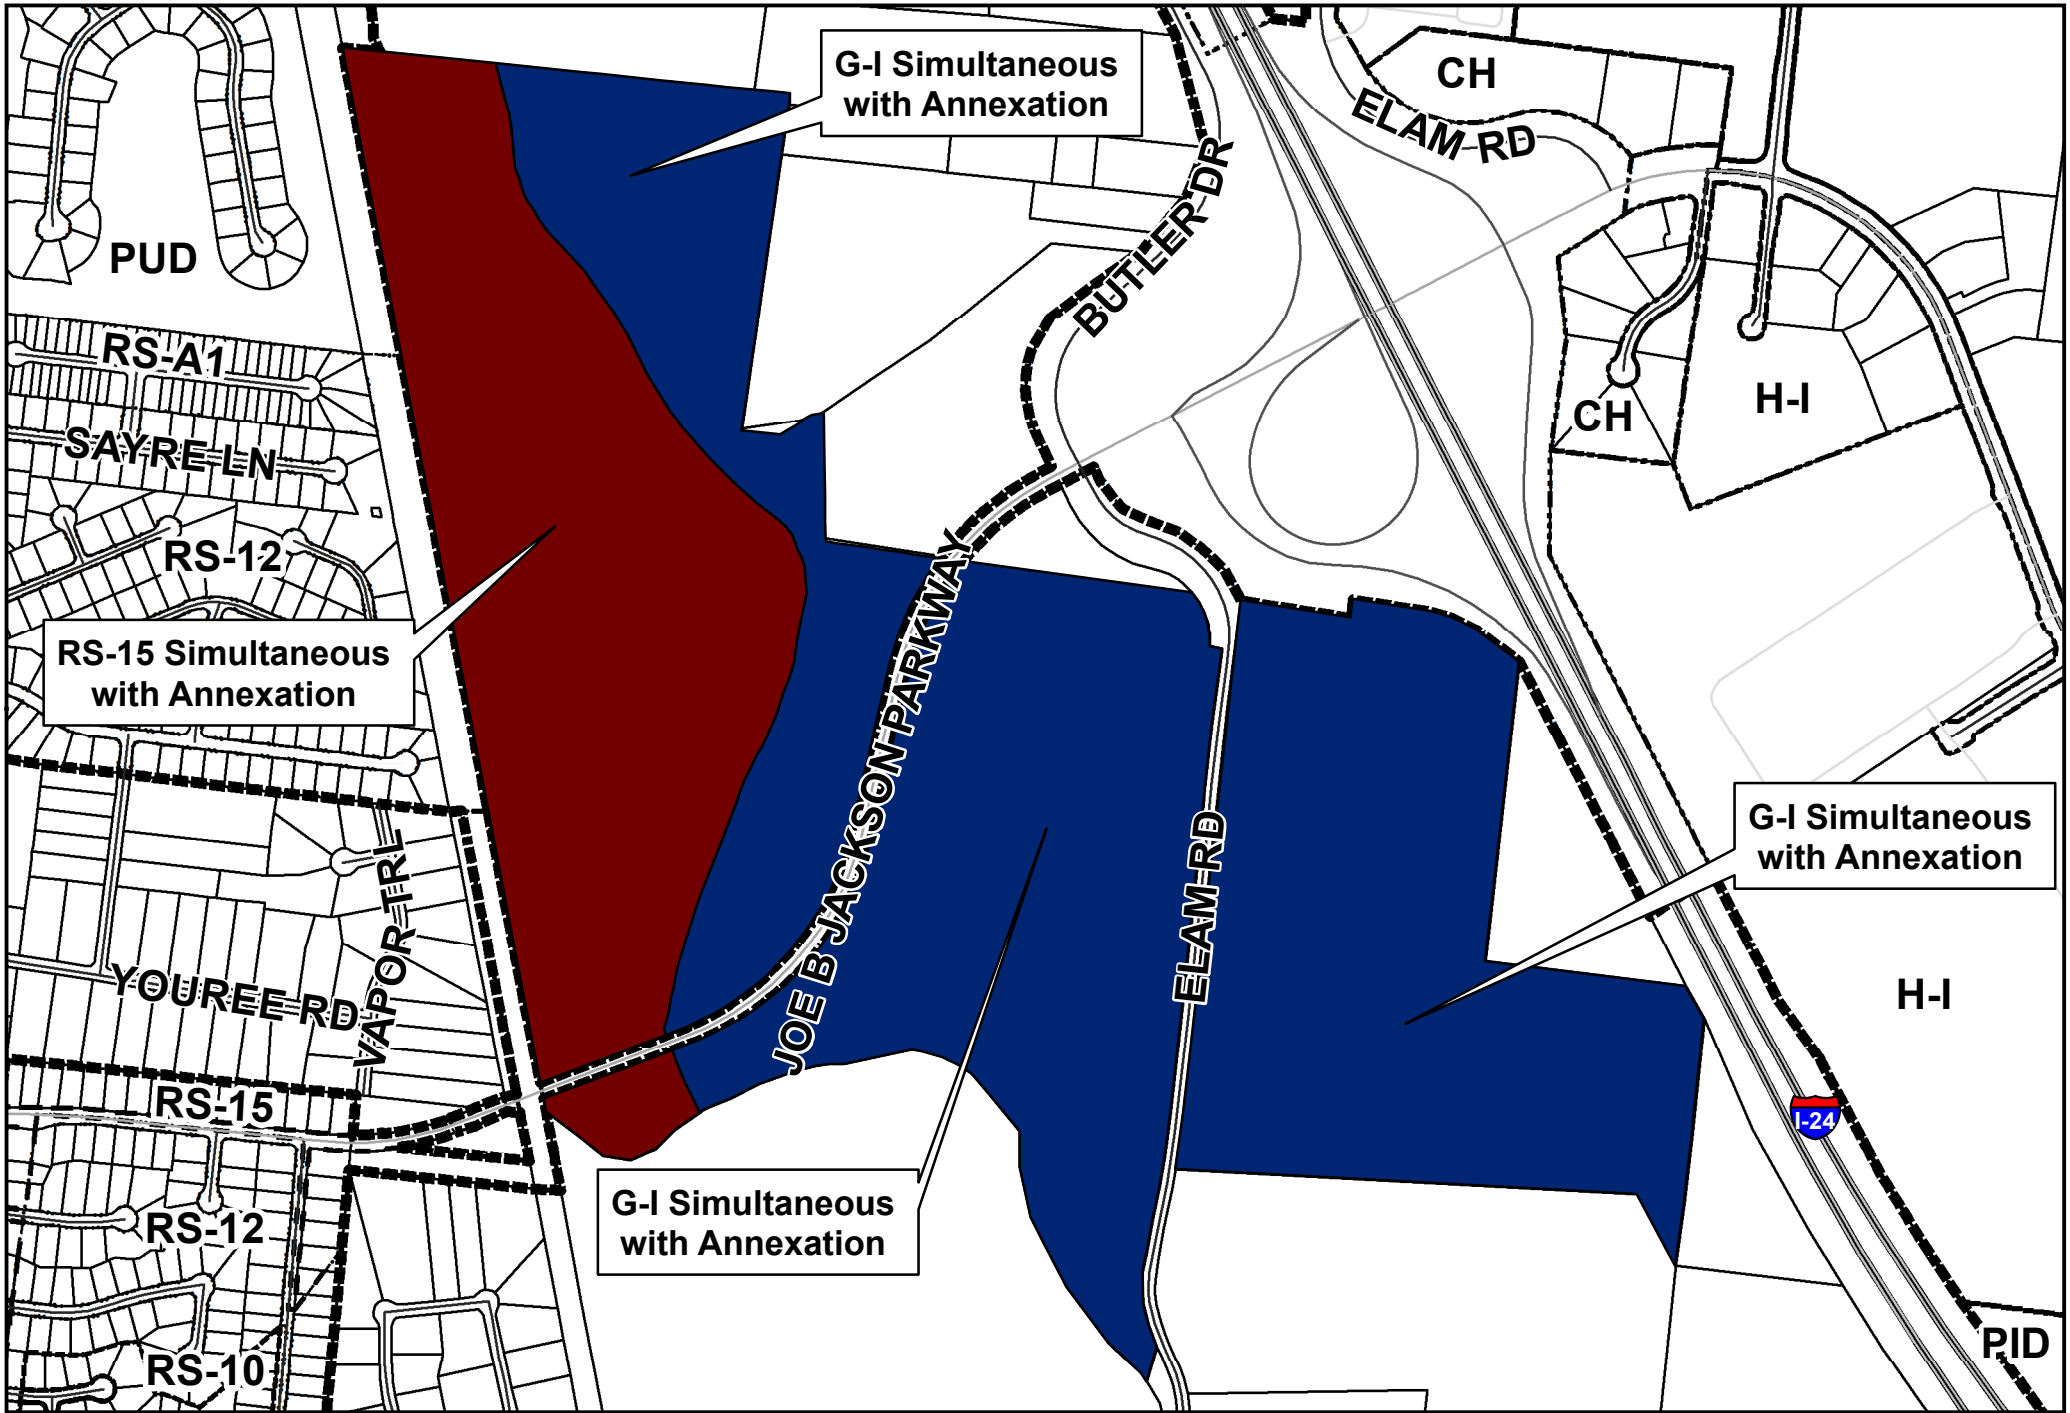 G-I Simultaneous
with Annexation
CH
ELAM RD
BUTLER DR
PUD
RS-A1
SAYRE LN
CH
H-I
RS-12
RS-15 Simultaneous
with Annexation
JOE B JACKSON PARKWAY
ELAM RD
G-I Simultaneous
with Annexation
VAPOR TRL
YOUREE RD
H-I
RS-15
I-24
G-I Simultaneous
with Annexation
RS-12
RS-10
PID